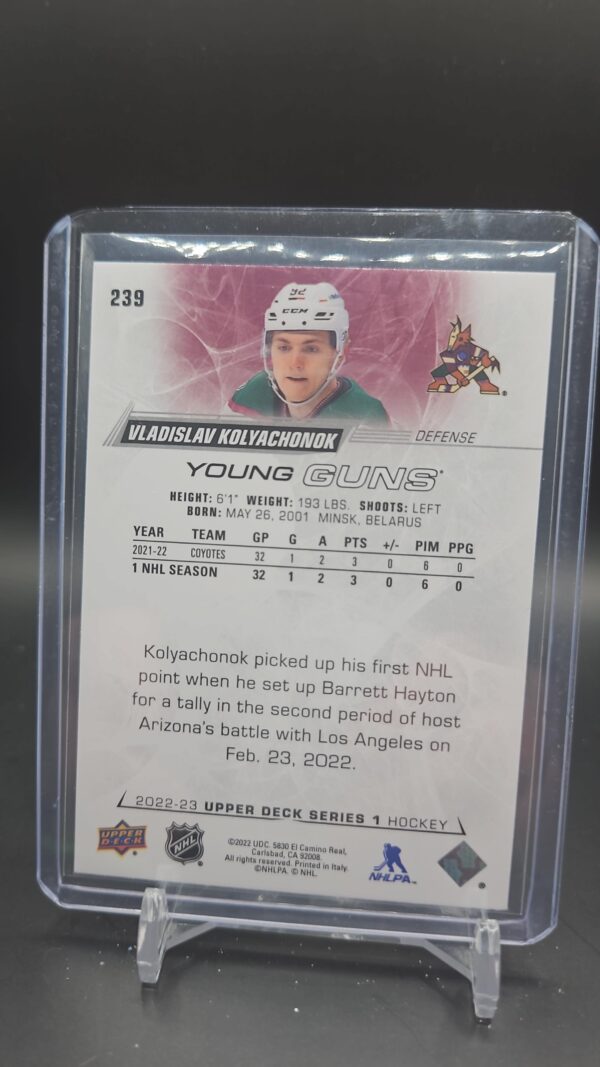 239
92
CCM
VLADISLAV KOLYACHONOK
DEFENSE
YOUNG GUNS
HEIGHT: 6'1" WEIGHT: 193 LBS. SHOOTS: LEFT
BORN: MAY 26, 2001 MINSK, BELARUS
YEAR TEAM GP G A PTS +/- PIM PPG
2021-22 COYOTES 32 1 2 3 0 6 0
1 NHL SEASON 32 1 2 3 0 6 0
Kolyachonok picked up his first NHL
point when he set up Barrett Hayton
for a tally in the second period of host
Arizona's battle with Los Angeles on
Feb. 23, 2022.
2022-23 UPPER DECK SERIES 1 HOCKEY
UPPER DECK
NHL
©2022 UDC. 5830 El Camino Real,
Carlsbad, CA 92008.
All rights reserved. Printed in Italy.
©NHLPA. © NHL.
NHLPA